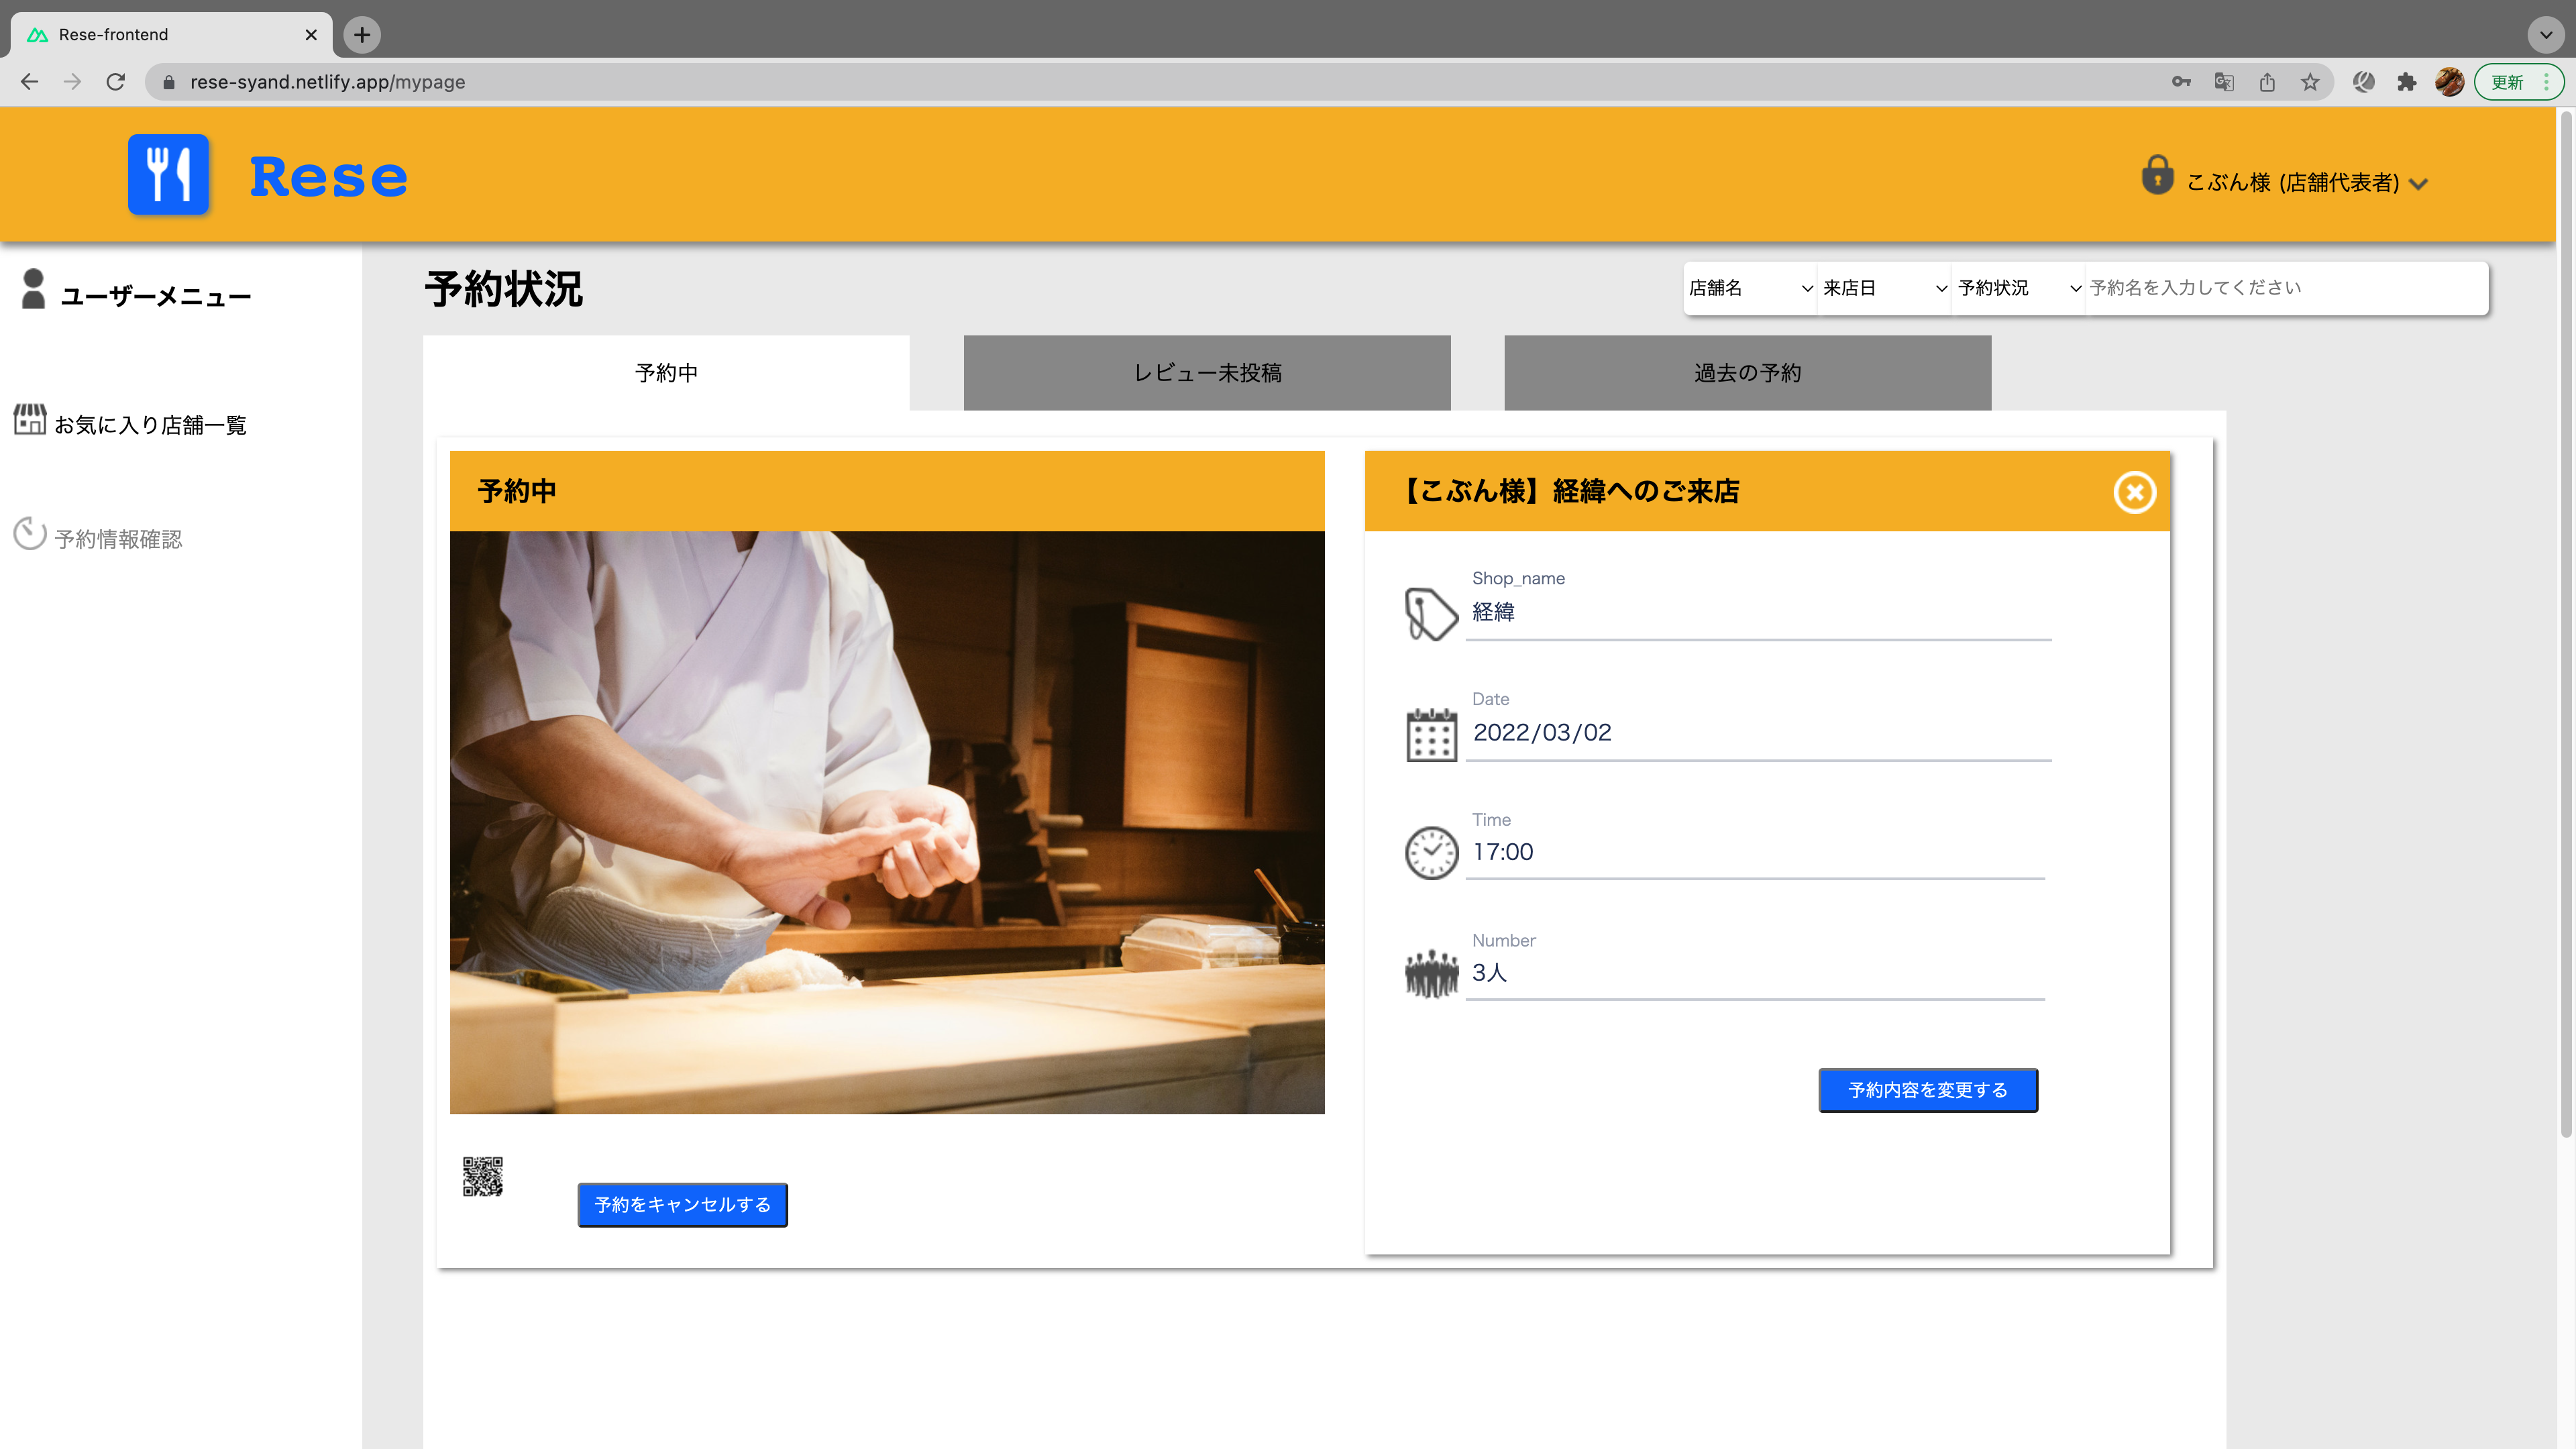 Rese-frontend
rese-syand.netlify.app/mypage
更新
Rese
こぶん様 (店舗代表者)
ユーザーメニュー
お気に入り店舗一覧
予約情報確認
予約状況
店舗名 来店日 予約状況 予約名を入力してください
予約中 レビュー未投稿 過去の予約
予約中
【こぶん様】経緯へのご来店
Shop_name
経緯
Date
2022/03/02
Time
17:00
Number
3人
予約内容を変更する
予約をキャンセルする